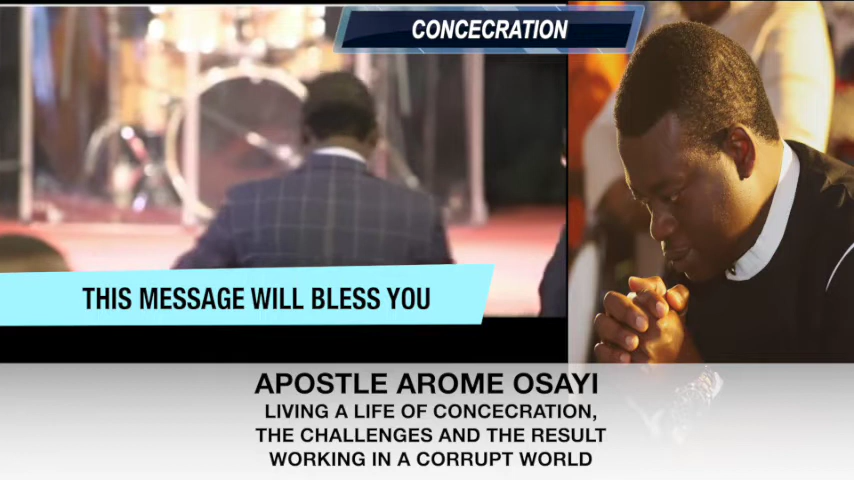 CONCECRATION
THIS MESSAGE WILL BLESS YOU
APOSTLE AROME OSAYI
LIVING A LIFE OF CONCECRATION,
THE CHALLENGES AND THE RESULT
WORKING IN A CORRUPT WORLD